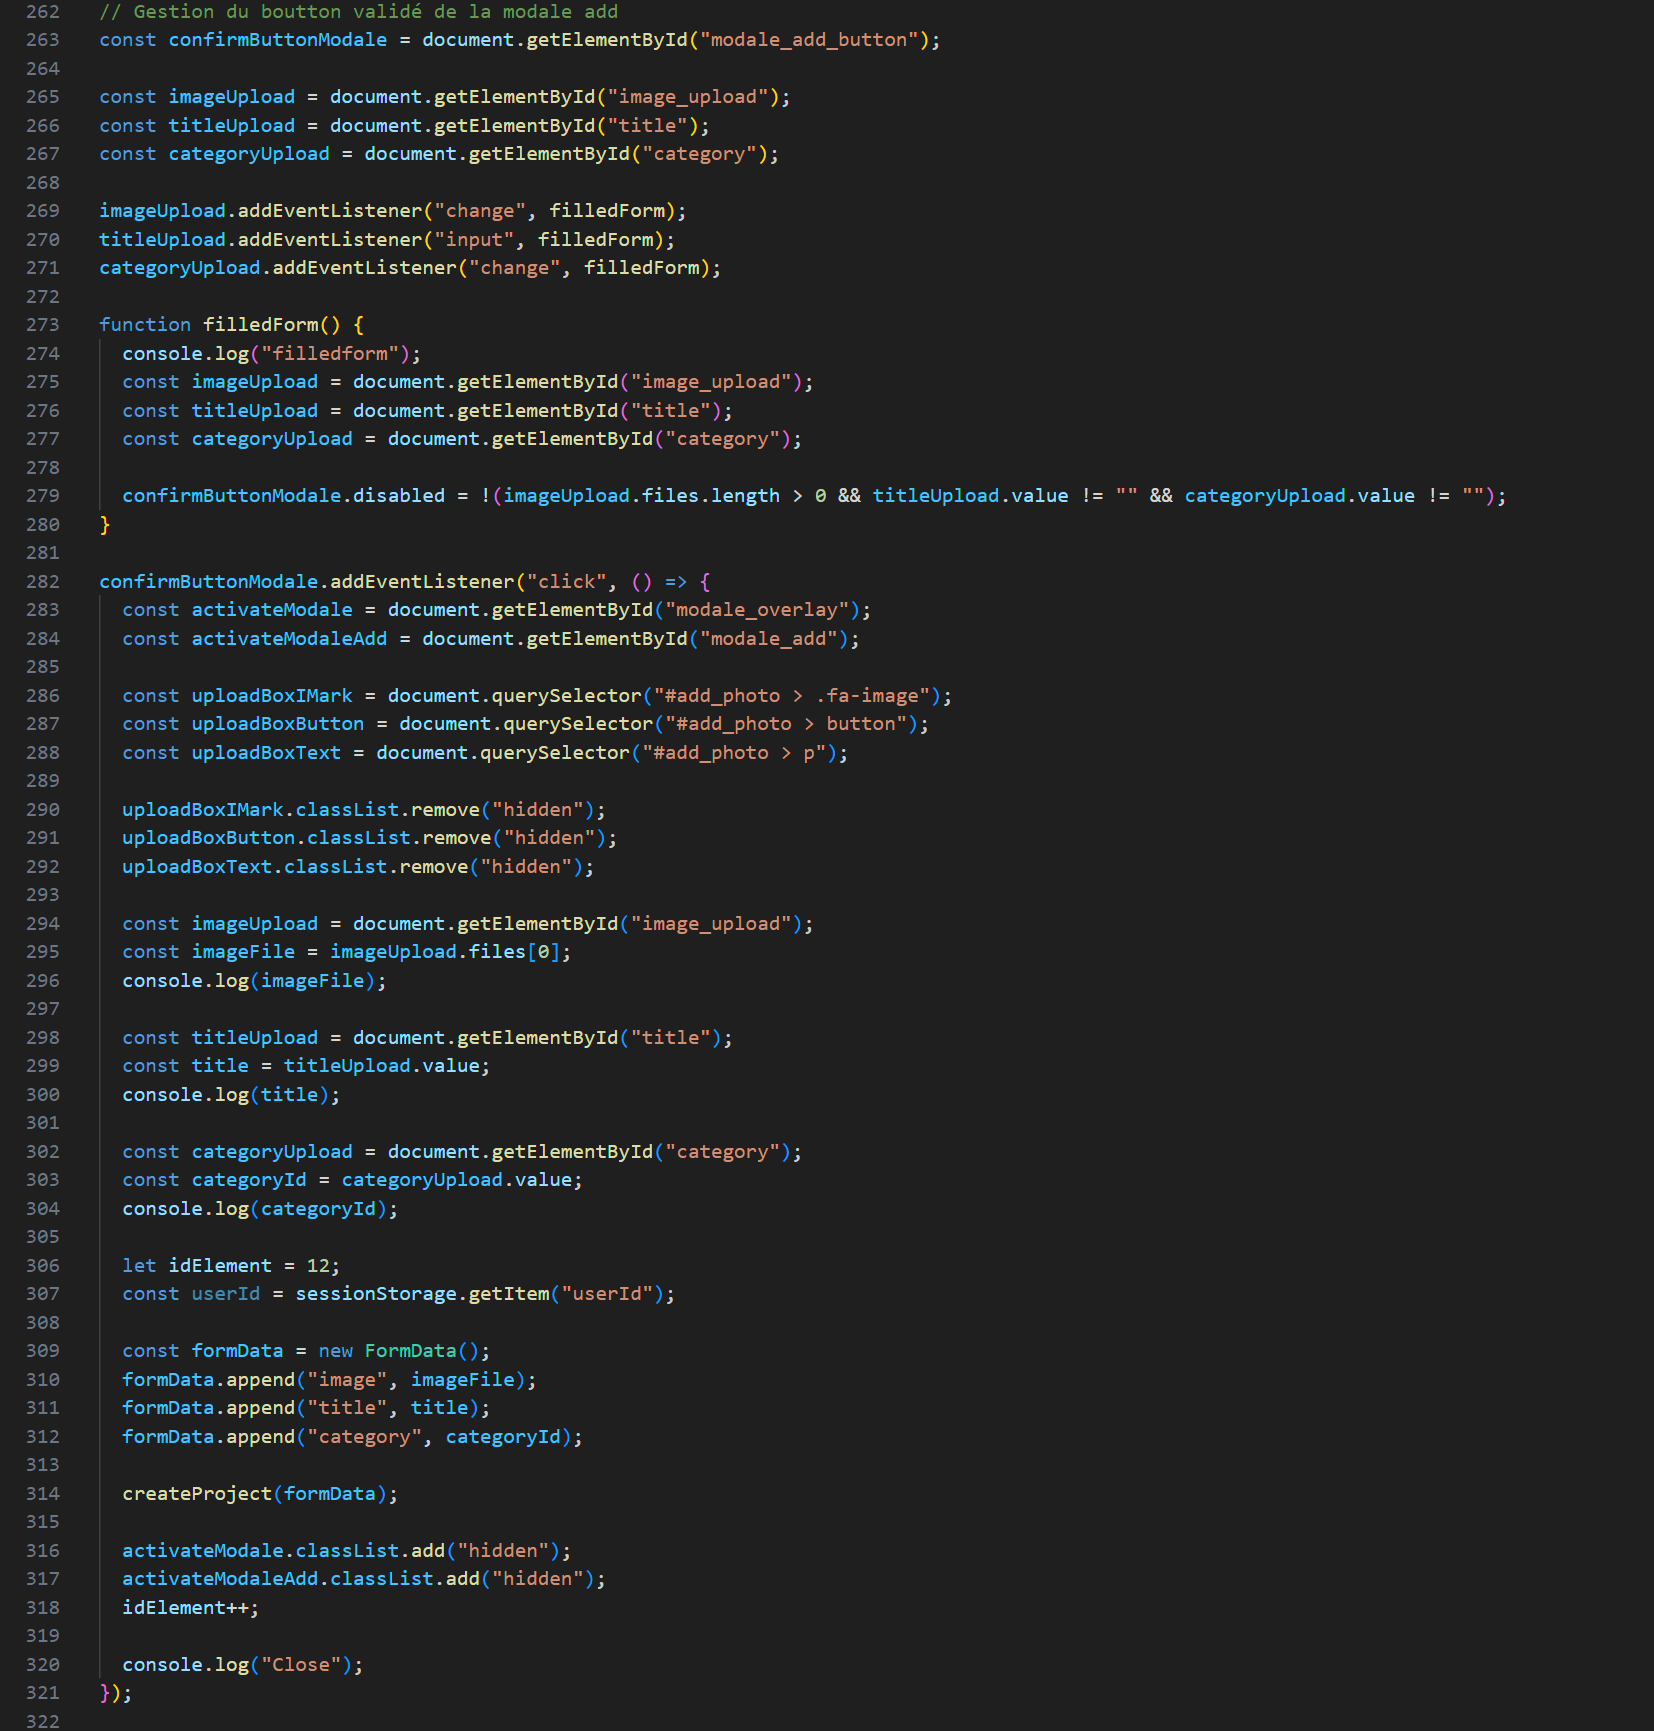 262 // Gestion du boutton validé de la modale add
263 const confirmButtonModale = document.getElementById("modale_add_button");
264
265 const imageUpload = document.getElementById("image_upload");
266 const titleUpload = document.getElementById("title");
267 const categoryUpload = document.getElementById("category");
268
269 imageUpload.addEventListener("change", filledForm);
270 titleUpload.addEventListener("input", filledForm);
271 categoryUpload.addEventListener("change", filledForm);
272
273 function filledForm() {
274   console.log("filledform");
275   const imageUpload = document.getElementById("image_upload");
276   const titleUpload = document.getElementById("title");
277   const categoryUpload = document.getElementById("category");
278
279   confirmButtonModale.disabled = !(imageUpload.files.length > 0 && titleUpload.value != "" && categoryUpload.value != "");
280 }
281
282 confirmButtonModale.addEventListener("click", () => {
283   const activateModale = document.getElementById("modale_overlay");
284   const activateModaleAdd = document.getElementById("modale_add");
285
286   const uploadBoxIMark = document.querySelector("#add_photo > .fa-image");
287   const uploadBoxButton = document.querySelector("#add_photo > button");
288   const uploadBoxText = document.querySelector("#add_photo > p");
289
290   uploadBoxIMark.classList.remove("hidden");
291   uploadBoxButton.classList.remove("hidden");
292   uploadBoxText.classList.remove("hidden");
293
294   const imageUpload = document.getElementById("image_upload");
295   const imageFile = imageUpload.files[0];
296   console.log(imageFile);
297
298   const titleUpload = document.getElementById("title");
299   const title = titleUpload.value;
300   console.log(title);
301
302   const categoryUpload = document.getElementById("category");
303   const categoryId = categoryUpload.value;
304   console.log(categoryId);
305
306   let idElement = 12;
307   const userId = sessionStorage.getItem("userId");
308
309   const formData = new FormData();
310   formData.append("image", imageFile);
311   formData.append("title", title);
312   formData.append("category", categoryId);
313
314   createProject(formData);
315
316   activateModale.classList.add("hidden");
317   activateModaleAdd.classList.add("hidden");
318   idElement++;
319
320   console.log("Close");
321 });
322